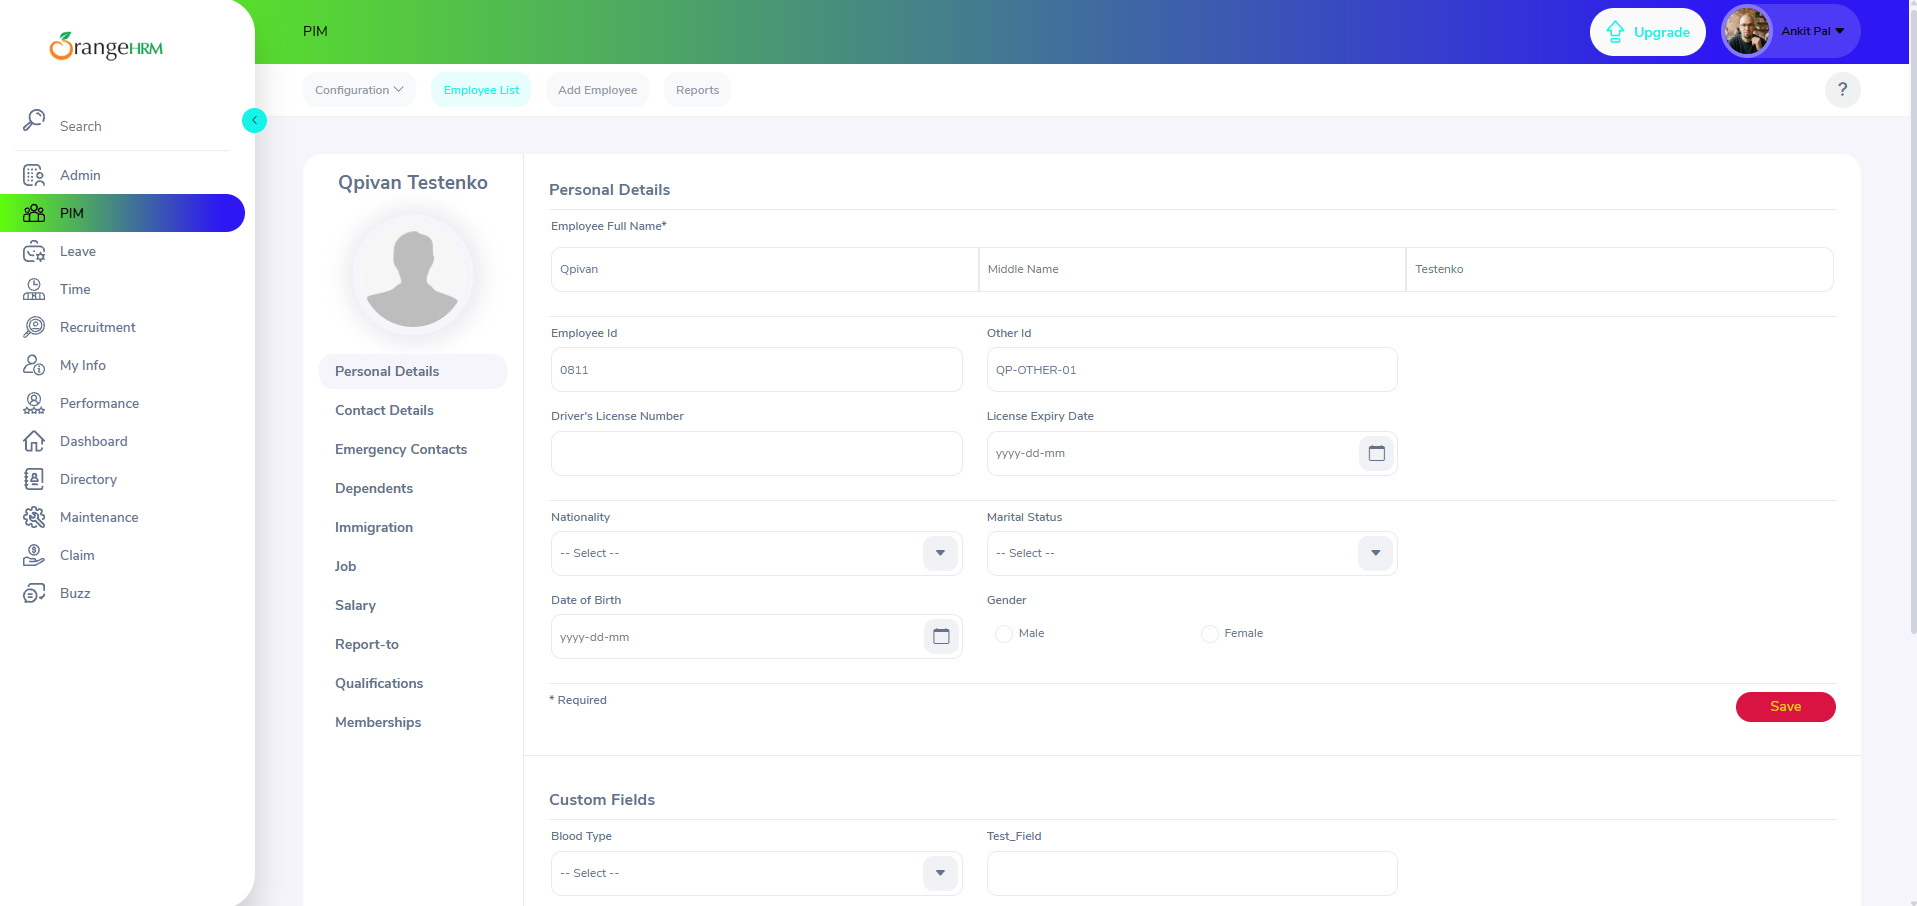 OrangeHRM
Search
Admin
PIM
Leave
Time
Recruitment
My Info
Performance
Dashboard
Directory
Maintenance
Claim
Buzz
PIM
Upgrade
Ankit Pal
Configuration
Employee List
Add Employee
Reports
?
Qpivan Testenko
Personal Details
Contact Details
Emergency Contacts
Dependents
Immigration
Job
Salary
Report-to
Qualifications
Memberships
Personal Details
Employee Full Name*
Qpivan
Middle Name
Testenko
Employee Id
Other Id
0811
QP-OTHER-01
Driver's License Number
License Expiry Date
yyyy-dd-mm
Nationality
Marital Status
-- Select --
-- Select --
Date of Birth
Gender
yyyy-dd-mm
Male
Female
* Required
Save
Custom Fields
Blood Type
Test_Field
-- Select --